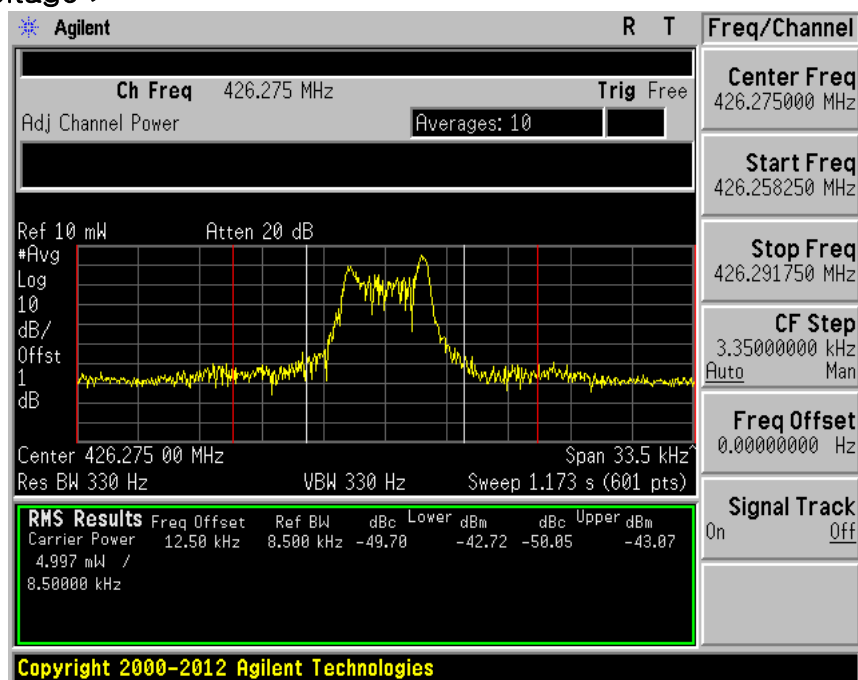 Agilent R T Freq/Channel
Ch Freq 426.275 MHz Trig Free
Adj Channel Power Averages: 10
Center Freq
426.275000 MHz
Start Freq
426.258250 MHz
Stop Freq
426.291750 MHz
CF Step
3.35000000 kHz
Auto Man
Freq Offset
0.00000000 Hz
Signal Track
On Off
Ref 10 mW Atten 20 dB
#Avg
Log
10
dB/
Offst
1
dB
Center 426.275 00 MHz Span 33.5 kHz^
Res BW 330 Hz VBW 330 Hz Sweep 1.173 s (601 pts)
RMS Results Freq Offset Ref BW dBc Lower dBm dBc Upper dBm
Carrier Power 12.50 kHz 8.500 kHz -49.70 -42.72 -50.05 -43.07
4.997 mW /
8.50000 kHz
Copyright 2000-2012 Agilent Technologies